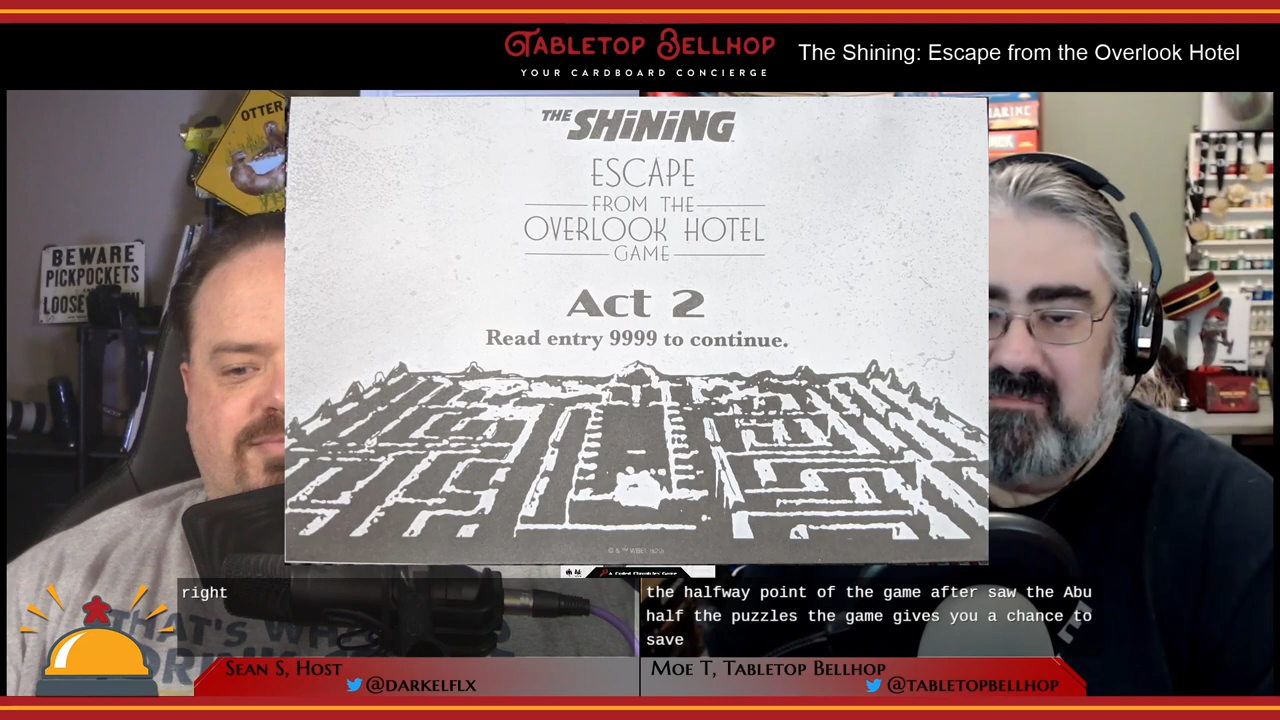 TABLETOP BELLHOP
YOUR CARDBOARD CONCIERGE
The Shining: Escape from the Overlook Hotel
OTTER
BEWARE
PICKPOCKETS
LOOSE
THE SHINING
ESCAPE
FROM THE
OVERLOOK HOTEL
GAME
Act 2
Read entry 9999 to continue.
right
the halfway point of the game after saw the Abu
half the puzzles the game gives you a chance to
save
THAT'S
SEAN S, HOST
@DARKELFLX
MOE T, TABLETOP BELLHOP
@TABLETOPBELLHOP